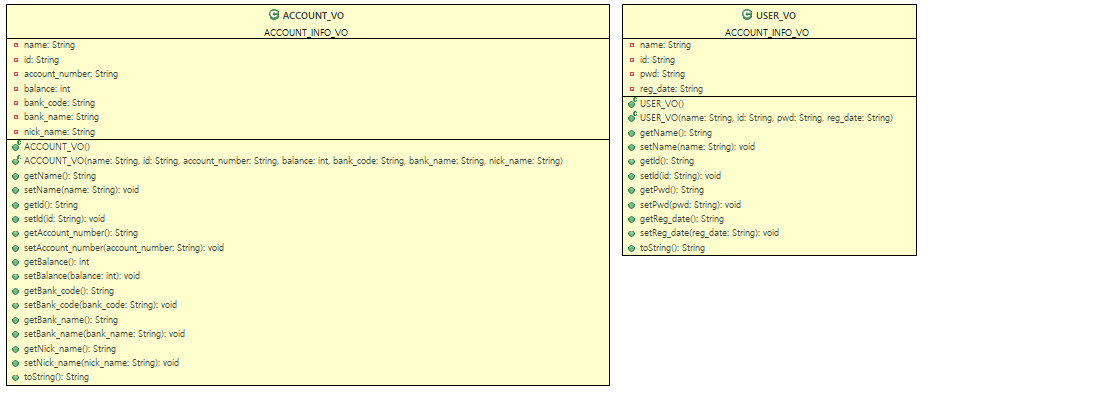 ACCOUNT_VO
ACCOUNT_INFO_VO
name: String
id: String
account_number: String
balance: int
bank_code: String
bank_name: String
nick_name: String
ACCOUNT_VO()
ACCOUNT_VO(name: String, id: String, account_number: String, balance: int, bank_code: String, bank_name: String, nick_name: String)
getName(): String
setName(name: String): void
getId(): String
setId(id: String): void
getAccount_number(): String
setAccount_number(account_number: String): void
getBalance(): int
setBalance(balance: int): void
getBank_code(): String
setBank_code(bank_code: String): void
getBank_name(): String
setBank_name(bank_name: String): void
getNick_name(): String
setNick_name(nick_name: String): void
toString(): String
USER_VO
ACCOUNT_INFO_VO
name: String
id: String
pwd: String
reg_date: String
USER_VO()
USER_VO(name: String, id: String, pwd: String, reg_date: String)
getName(): String
setName(name: String): void
getId(): String
setId(id: String): void
getPwd(): String
setPwd(pwd: String): void
getReg_date(): String
setReg_date(reg_date: String): void
toString(): String